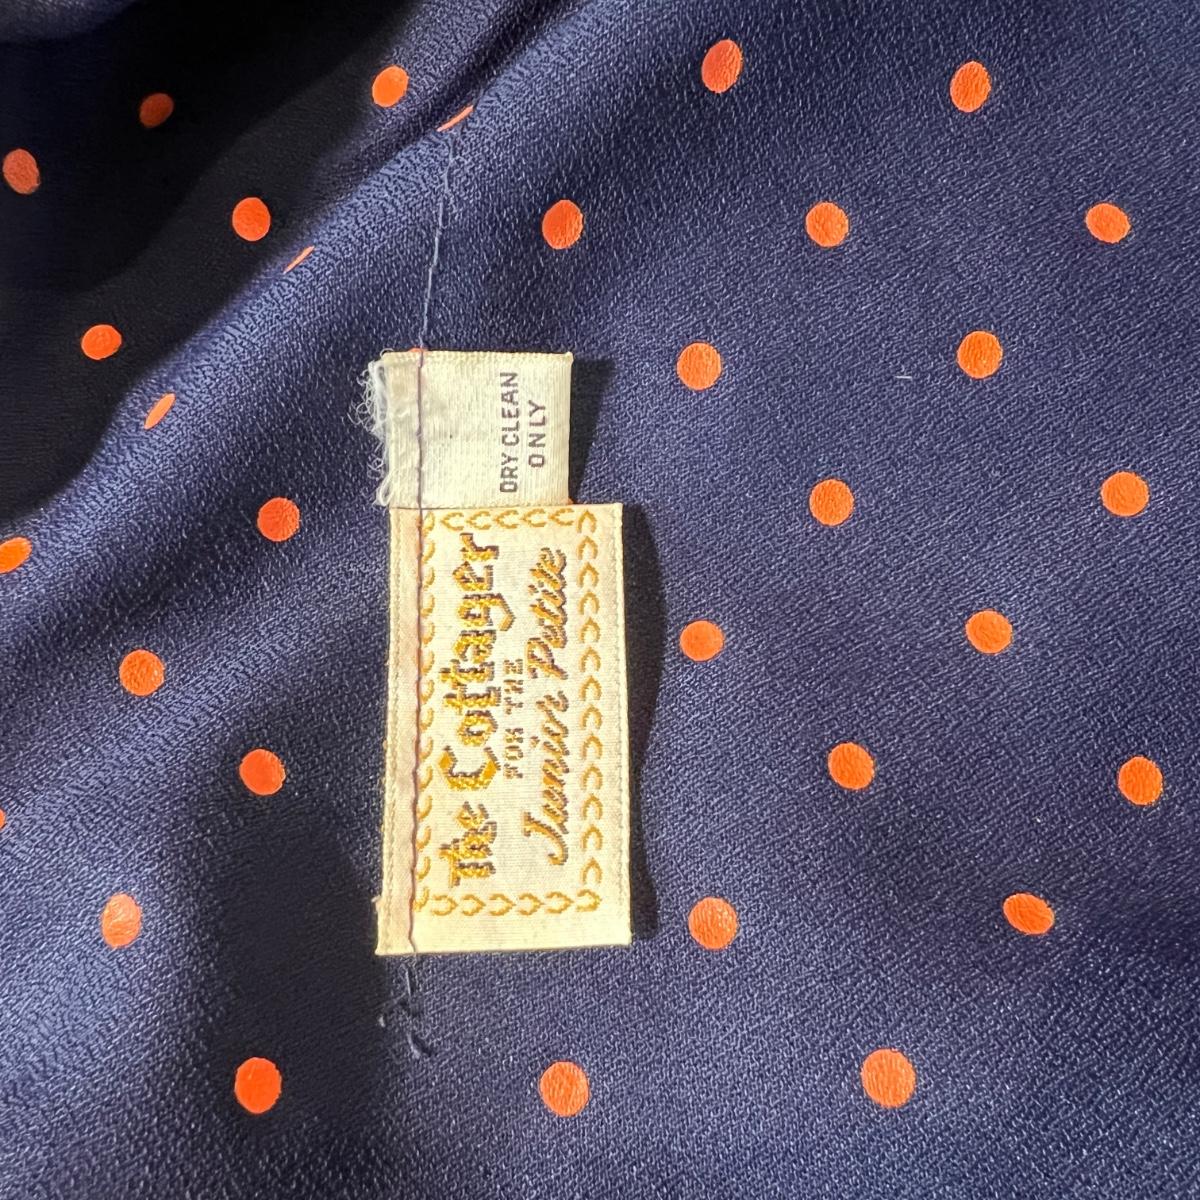 DRY CLEAN
ONLY
The Cottager
FOR THE
Junior Petite